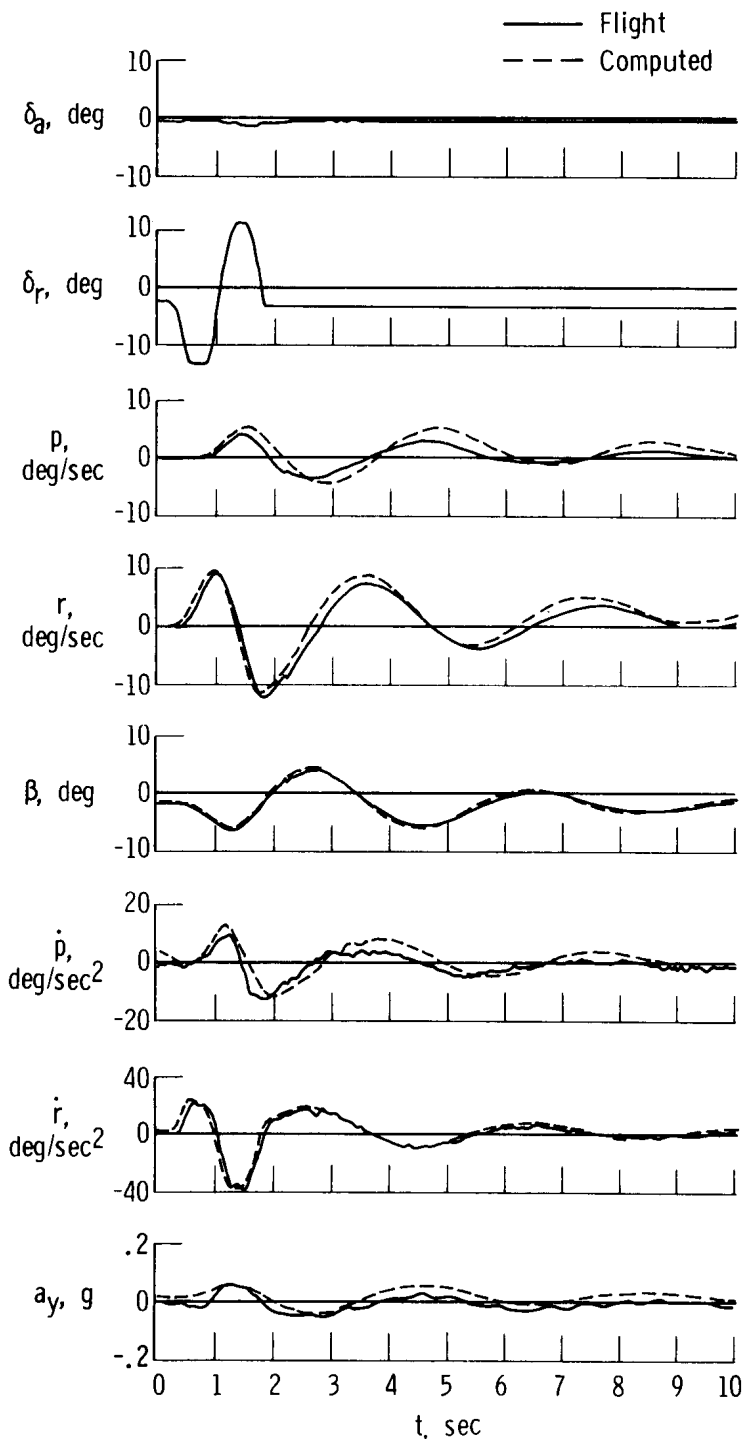 Flight
Computed
10
δa, deg 0
-10
10
δr, deg 0
-10
10
p, deg/sec 0
-10
10
r, deg/sec 0
-10
10
β, deg 0
-10
20
ṗ, deg/sec2 0
-20
40
ṙ, deg/sec2 0
-40
.2
ay, g 0
-.2
0 1 2 3 4 5 6 7 8 9 10
t, sec